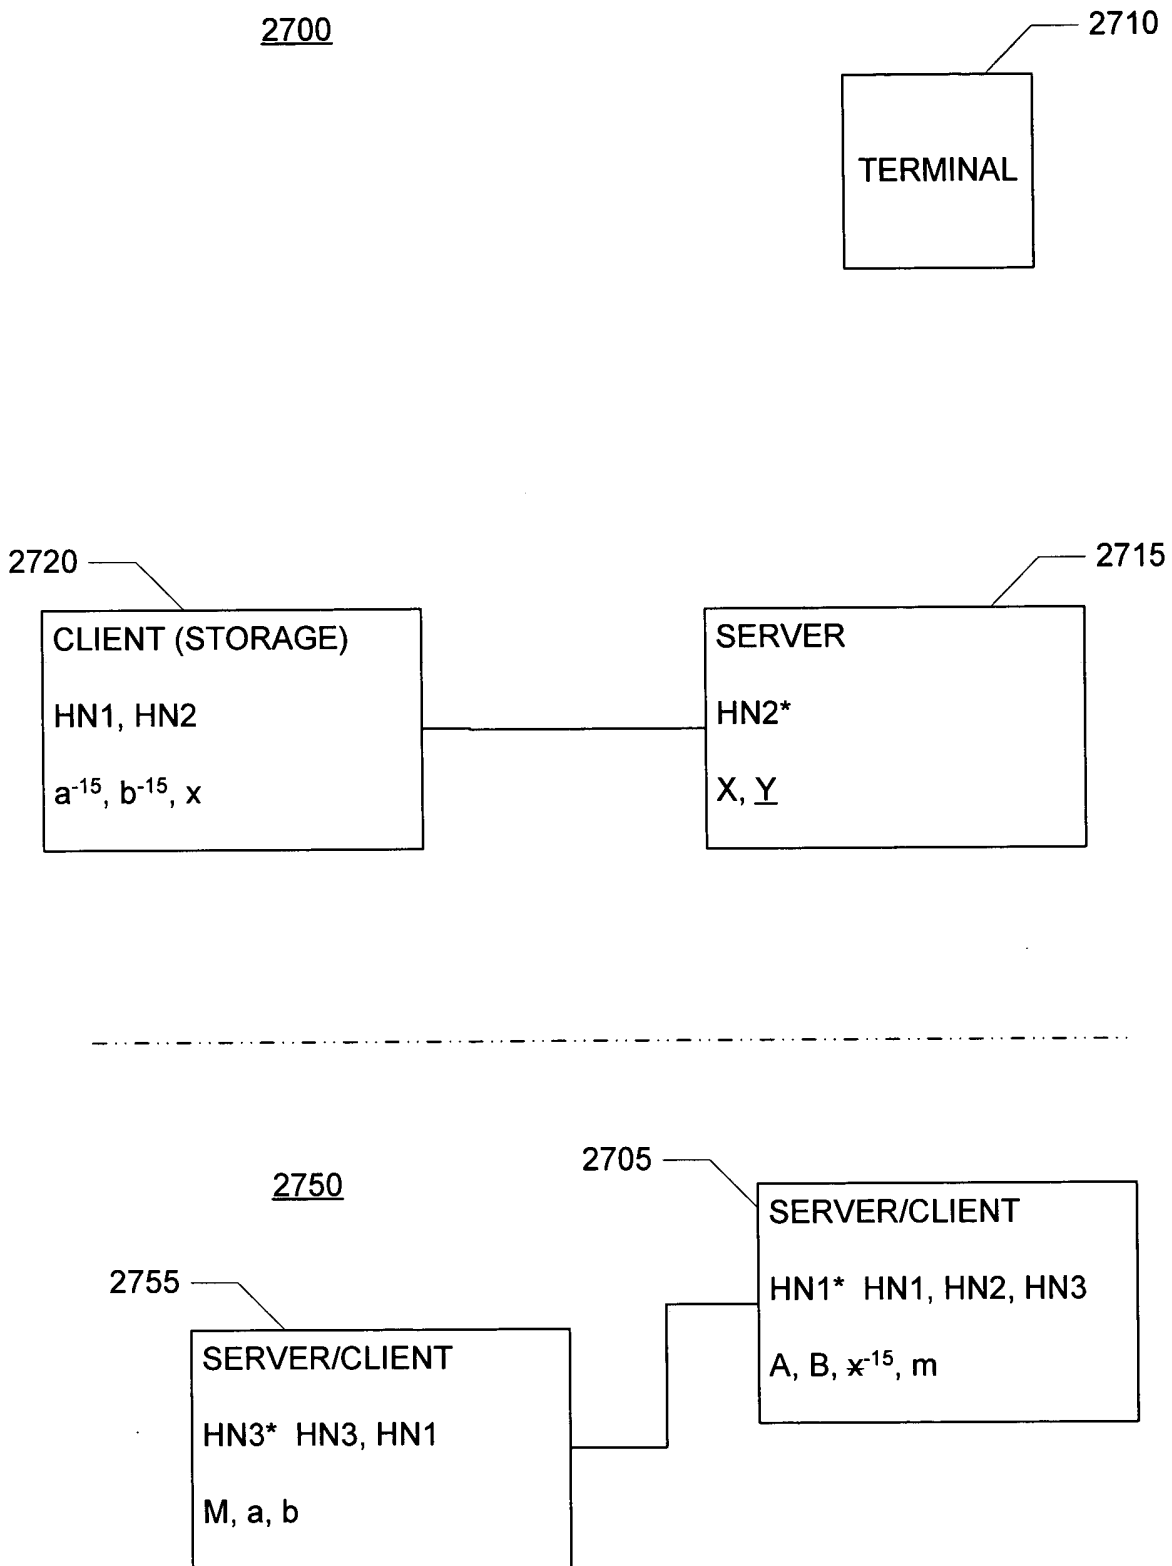 2700
2710
TERMINAL
2720
2715
CLIENT (STORAGE)
HN1, HN2
a⁻¹⁵, b⁻¹⁵, x
SERVER
HN2*
X, Y
2750
2705
SERVER/CLIENT
HN1* HN1, HN2, HN3
A, B, x⁻¹⁵, m
2755
SERVER/CLIENT
HN3* HN3, HN1
M, a, b